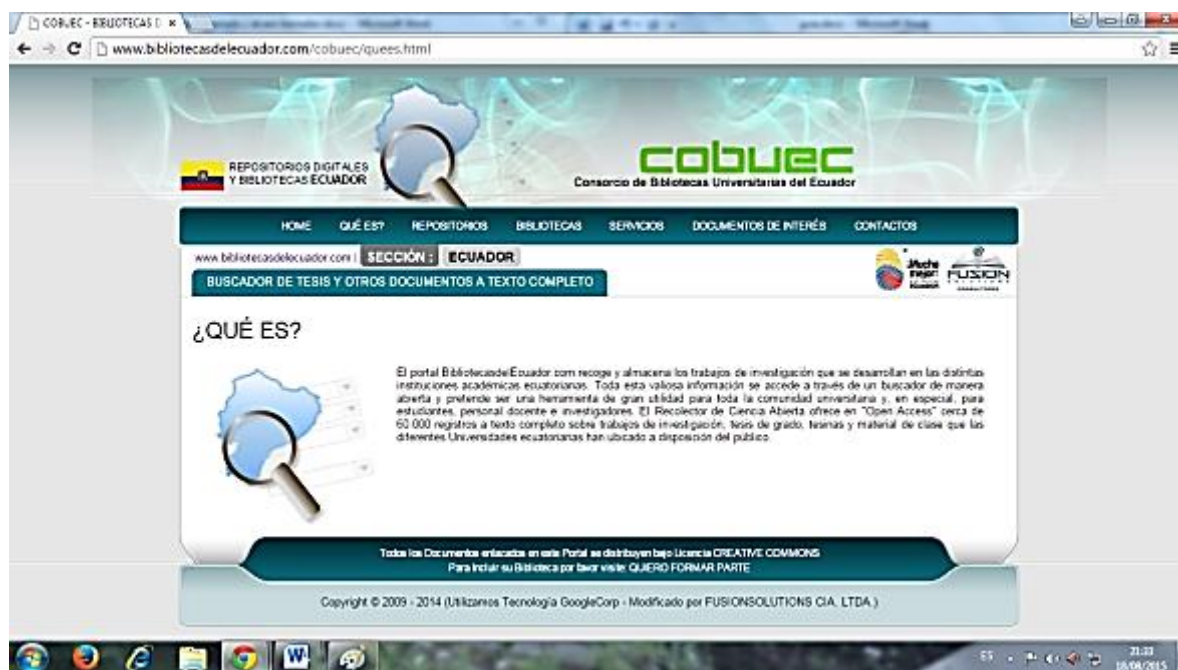 COBUEC - BIBLIOTECAS D
www.bibliotecasdelecuador.com/cobuec/quees.html
REPOSITORIOS DIGITALES
Y BIBLIOTECAS ECUADOR
cobuec
Consorcio de Bibliotecas Universitarias del Ecuador
HOME QUÉ ES? REPOSITORIOS BIBLIOTECAS SERVICIOS DOCUMENTOS DE INTERÉS CONTACTOS
www.bibliotecasdelecuador.com | SECCIÓN : ECUADOR
¡Mucho mejor!
FUSION
BUSCADOR DE TESIS Y OTROS DOCUMENTOS A TEXTO COMPLETO
¿QUÉ ES?
El portal BibliotecasdelEcuador.com recoge y almacena los trabajos de investigación que se desarrollan en las distintas
instituciones académicas ecuatorianas. Toda esta valiosa información se accede a través de un buscador de manera
abierta y pretende ser una herramienta de gran utilidad para toda la comunidad universitaria y, en especial, para
estudiantes, personal docente e investigadores. El Recolector de Ciencia Abierta ofrece en "Open Access" cerca de
60.000 registros a texto completo sobre trabajos de investigación, tesis de grado, tesinas y material de clase que las
diferentes Universidades ecuatorianas han ubicado a disposición del público.
Todos los Documentos enlazados en este Portal se distribuyen bajo Licencia CREATIVE COMMONS
Para Incluir su Biblioteca por favor visite: QUIERO FORMAR PARTE
Copyright © 2009 - 2014 (Utilizamos Tecnología GoogleCorp - Modificado por FUSIONSOLUTIONS CIA. LTDA.)
ES
21:33
18/08/2015